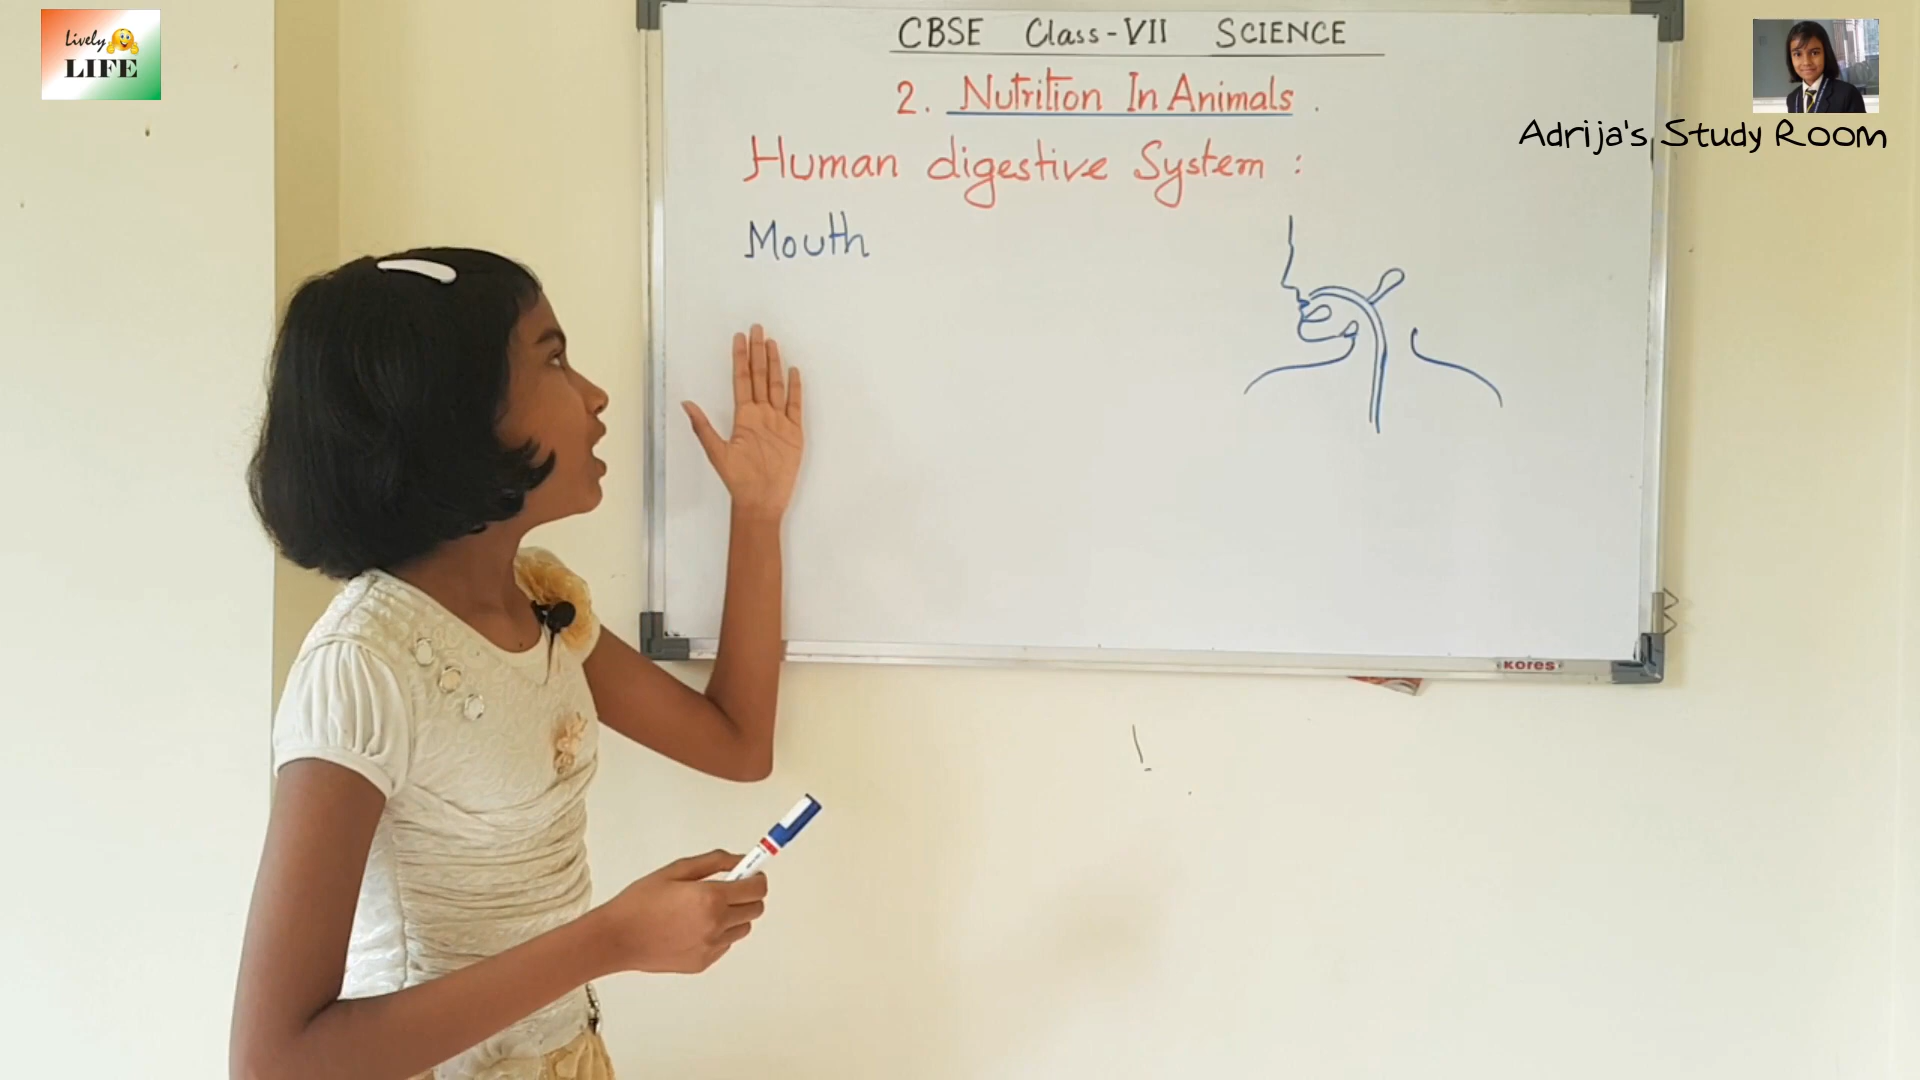 Lively
LIFE
CBSE Class-VII SCIENCE
2. Nutrition In Animals.
Adrija's Study Room
Human digestive System :
Mouth
kores